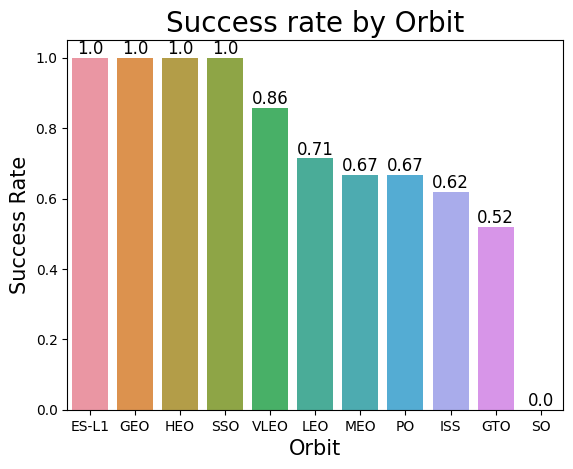 Success rate by Orbit
Success Rate
1.0
0.8
0.6
0.4
0.2
0.0
1.0 1.0 1.0 1.0 0.86 0.71 0.67 0.67 0.62 0.52 0.0
ES-L1 GEO HEO SSO VLEO LEO MEO PO ISS GTO SO
Orbit